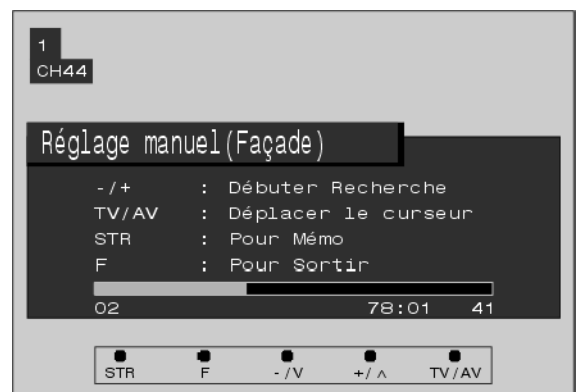 1
CH44
Réglage manuel(Façade)
-/+ : Débuter Recherche
TV/AV : Déplacer le curseur
STR : Pour Mémo
F : Pour Sortir
02 78:01 41
STR F -/V +/∧ TV/AV